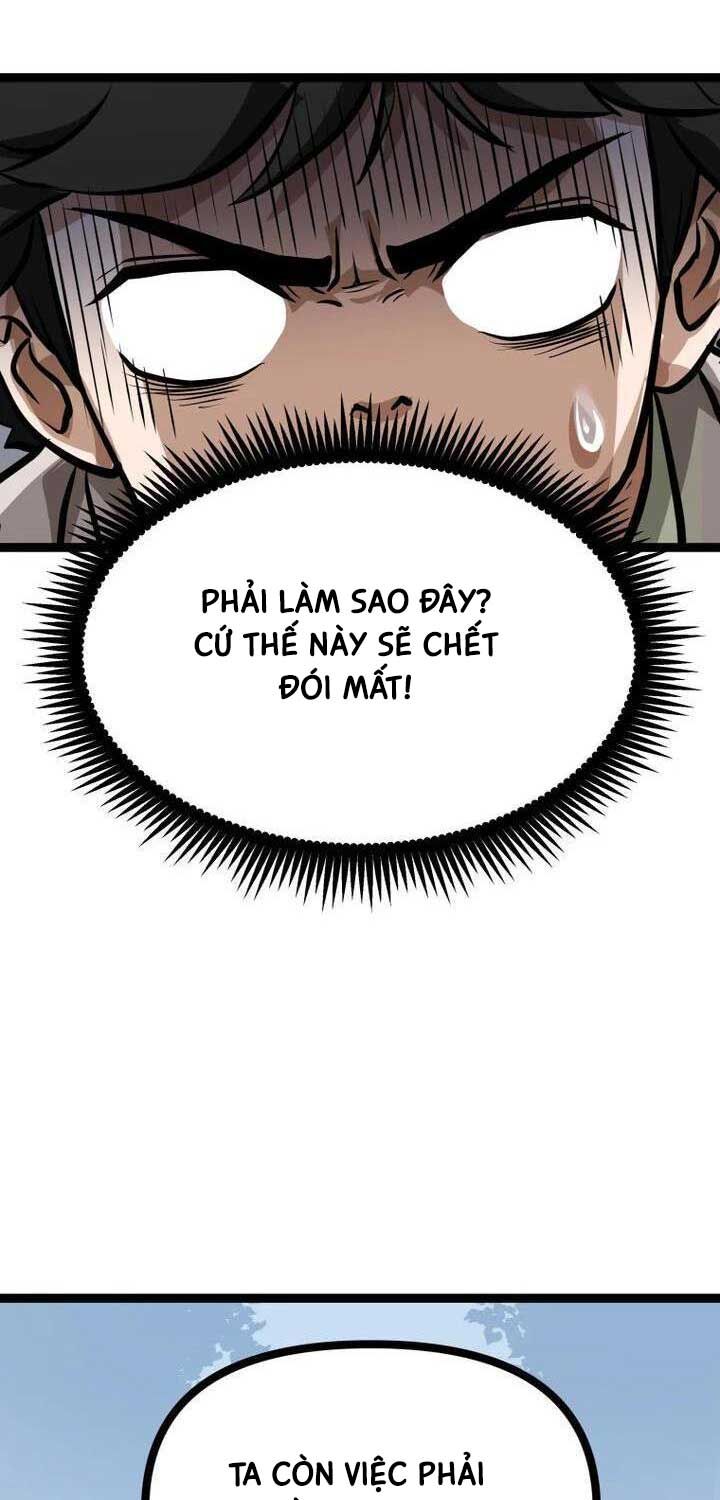 PHẢI LÀM SAO ĐÂY?
CỨ THẾ NÀY SẼ CHẾT
ĐÓI MẤT!
TA CÒN VIỆC PHẢI